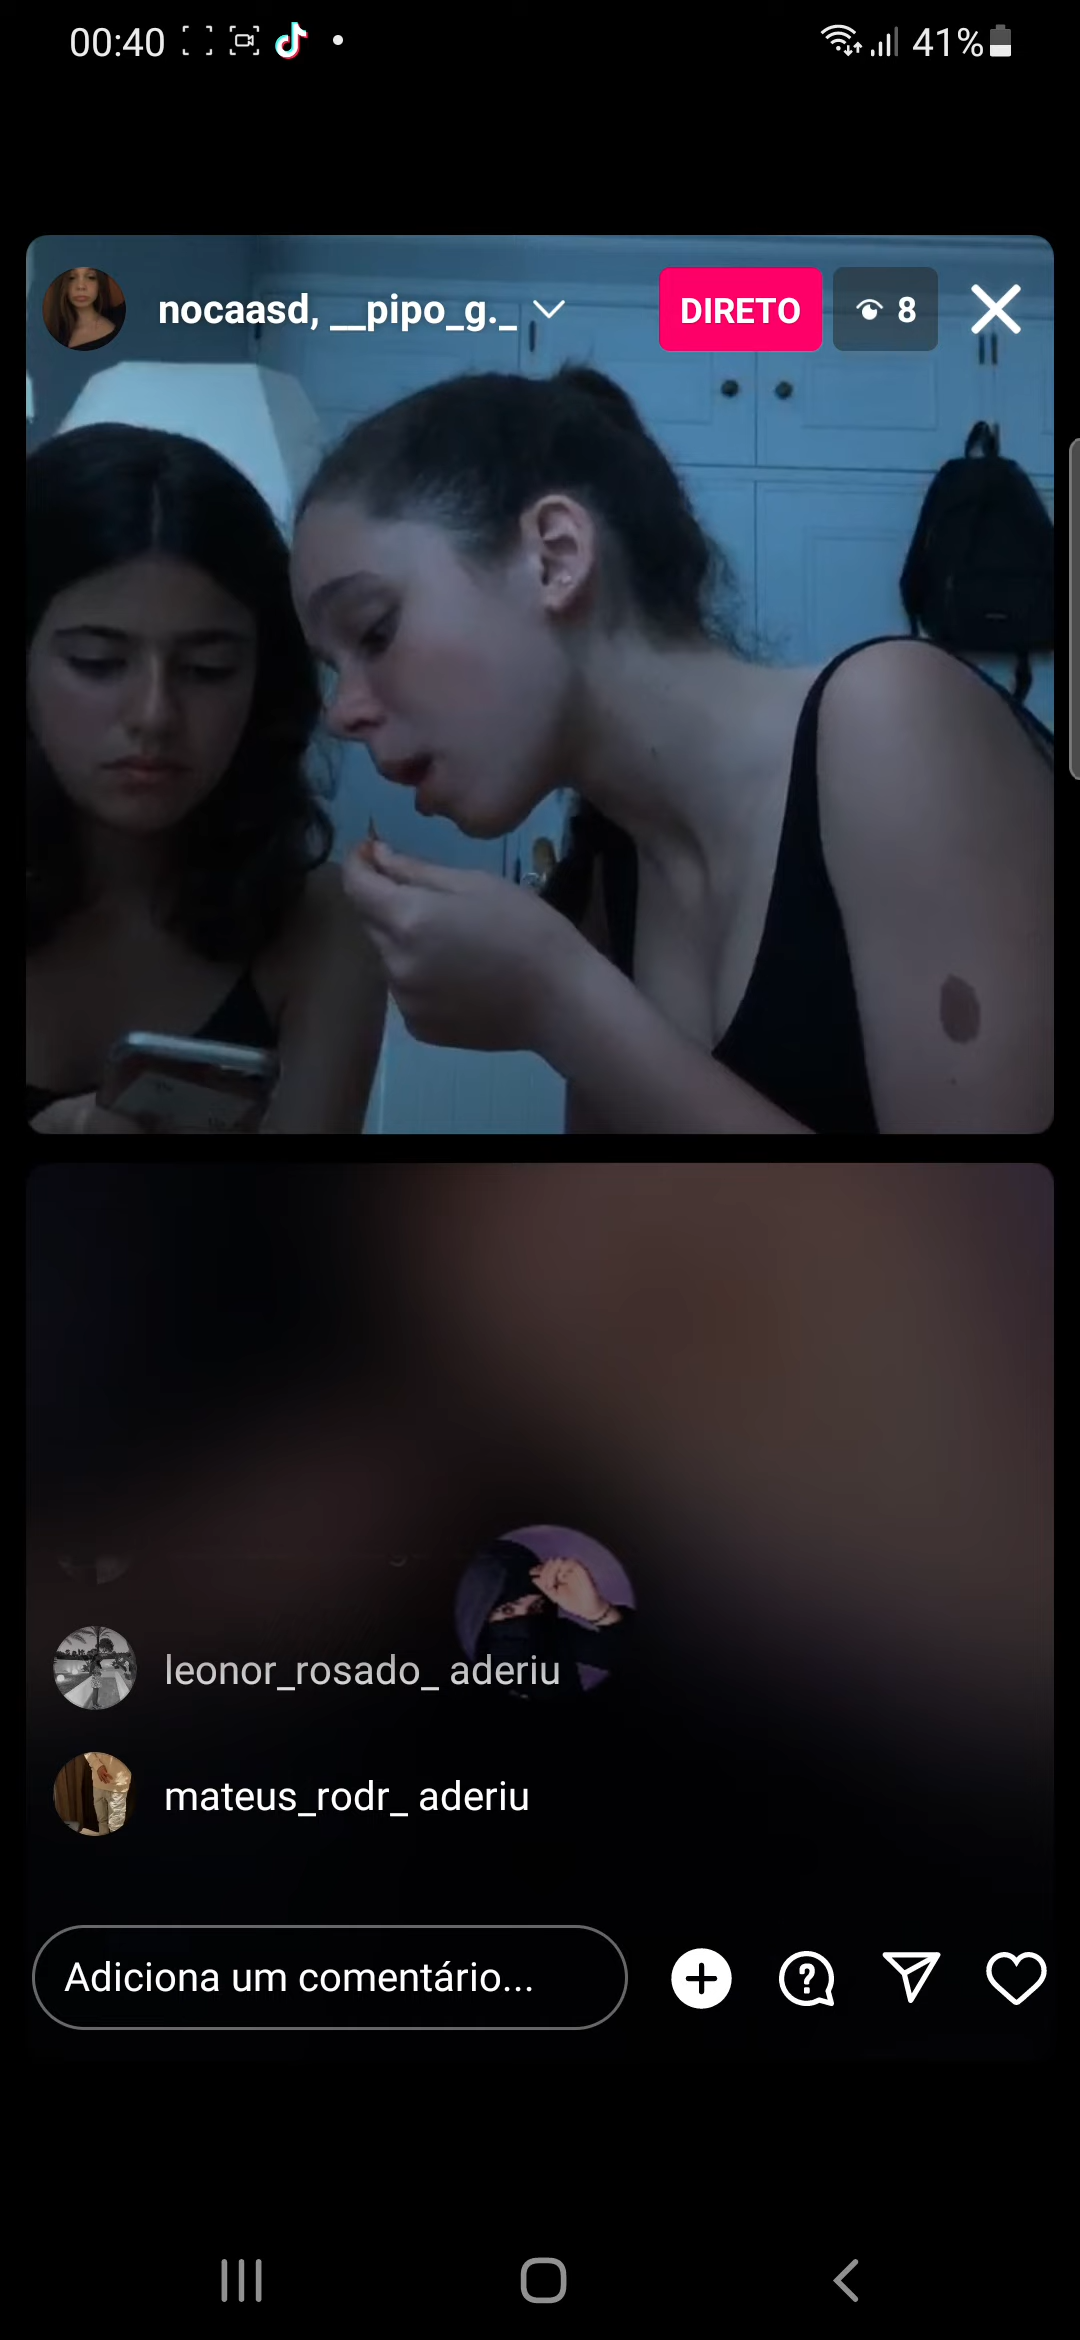 00:40
41%
nocaasd, __pipo_g._
DIRETO
8
leonor_rosado_ aderiu
mateus_rodr_ aderiu
Adiciona um comentário...